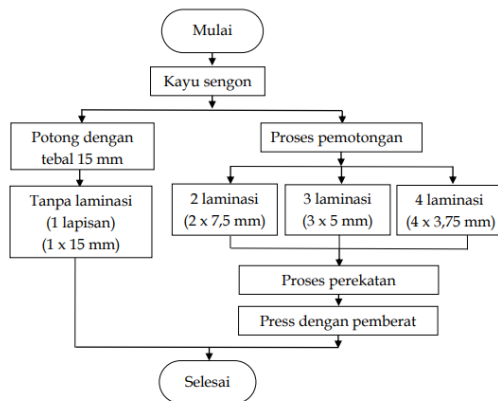 Mulai
Kayu sengon
Potong dengan
tebal 15 mm
Proses pemotongan
Tanpa laminasi
(1 lapisan)
(1 x 15 mm)
2 laminasi
(2 x 7,5 mm)
3 laminasi
(3 x 5 mm)
4 laminasi
(4 x 3,75 mm)
Proses perekatan
Press dengan pemberat
Selesai